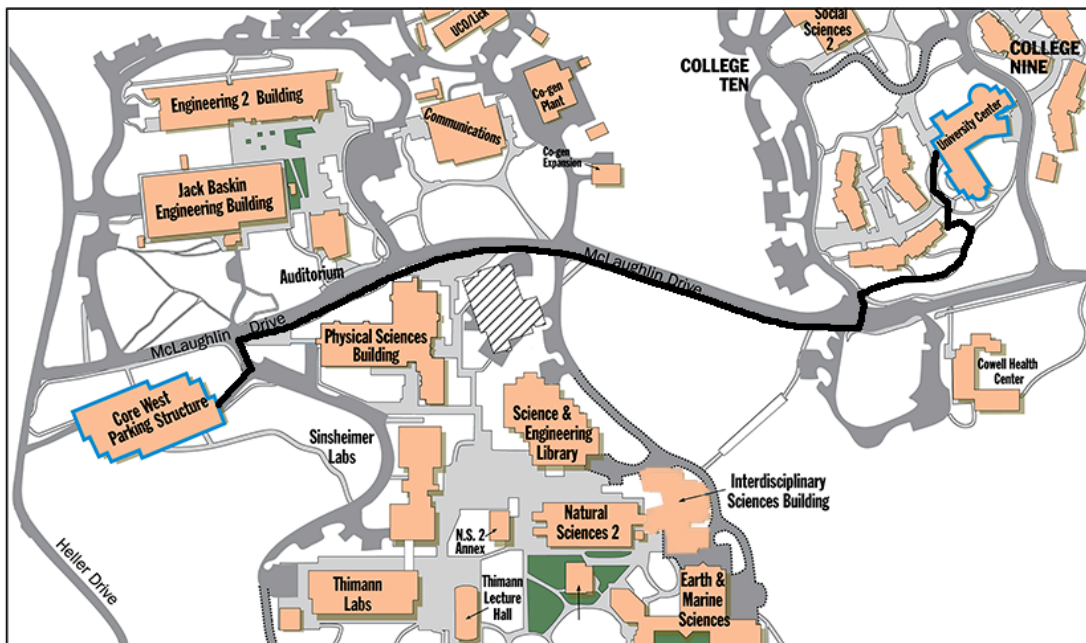 UCO/Lick
Social
Sciences
2
COLLEGE
NINE
COLLEGE
TEN
Engineering 2 Building
Communications
Co-gen
Plant
University Center
Co-gen
Expansion
Jack Baskin
Engineering Building
Auditorium
McLaughlin Drive
McLaughlin Drive
Physical Sciences
Building
Cowell Health
Center
Core West
Parking Structure
Science &
Engineering
Library
Sinsheimer
Labs
Interdisciplinary
Sciences Building
Natural
Sciences 2
N.S. 2
Annex
Heller Drive
Thimann
Labs
Thimann
Lecture
Hall
Earth &
Marine
Sciences